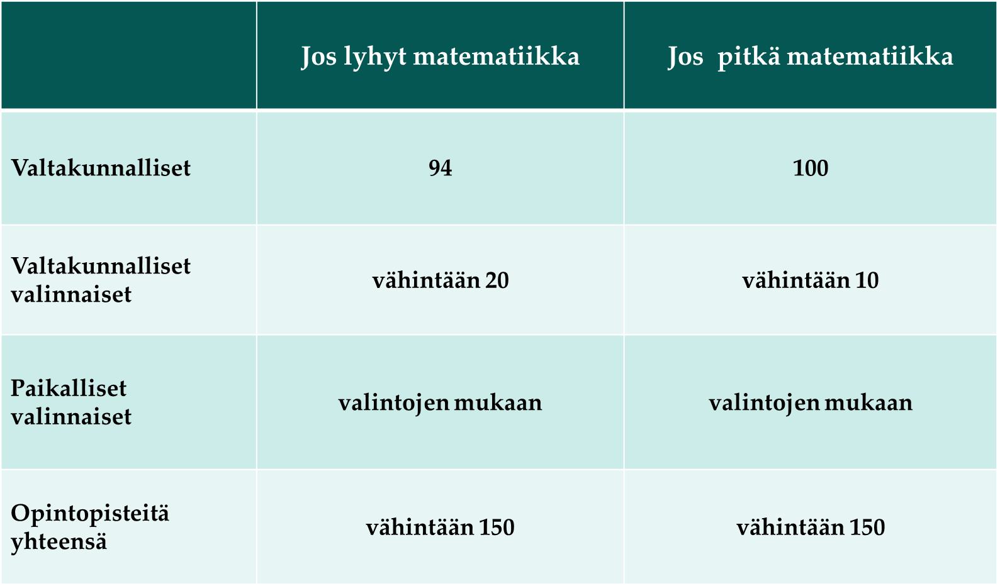 Jos lyhyt matematiikka
Jos pitkä matematiikka
Valtakunnalliset
94
100
Valtakunnalliset
valinnaiset
vähintään 20
vähintään 10
Paikalliset
valinnaiset
valintojen mukaan
valintojen mukaan
Opintopisteitä
yhteensä
vähintään 150
vähintään 150